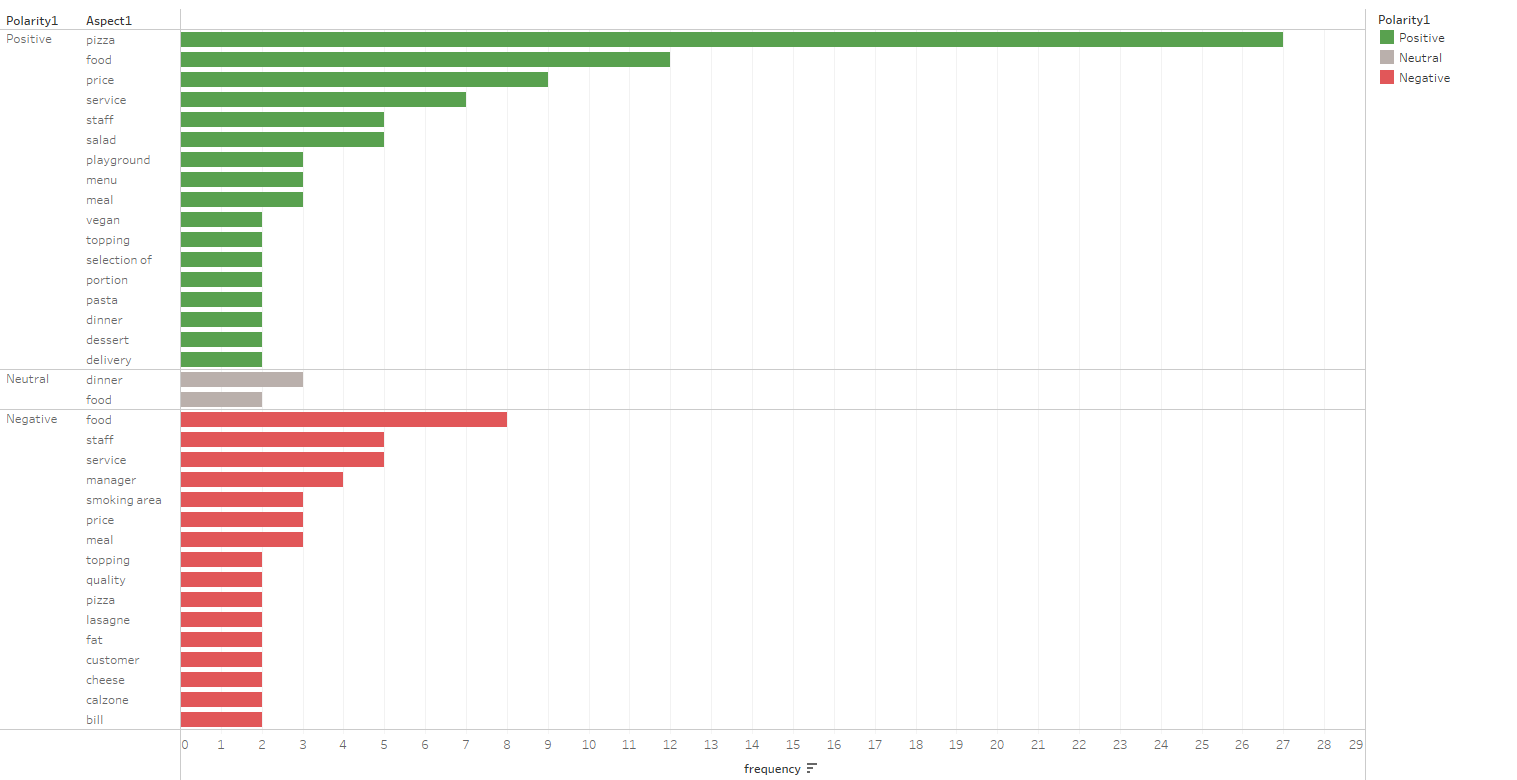 Polarity1 Aspect1 Polarity1
Positive pizza Positive
food Neutral
price Negative
service
staff
salad
playground
menu
meal
vegan
topping
selection of
portion
pasta
dinner
dessert
delivery
Neutral dinner
food
Negative food
staff
service
manager
smoking area
price
meal
topping
quality
pizza
lasagne
fat
customer
cheese
calzone
bill
0 1 2 3 4 5 6 7 8 9 10 11 12 13 14 15 16 17 18 19 20 21 22 23 24 25 26 27 28 29
frequency